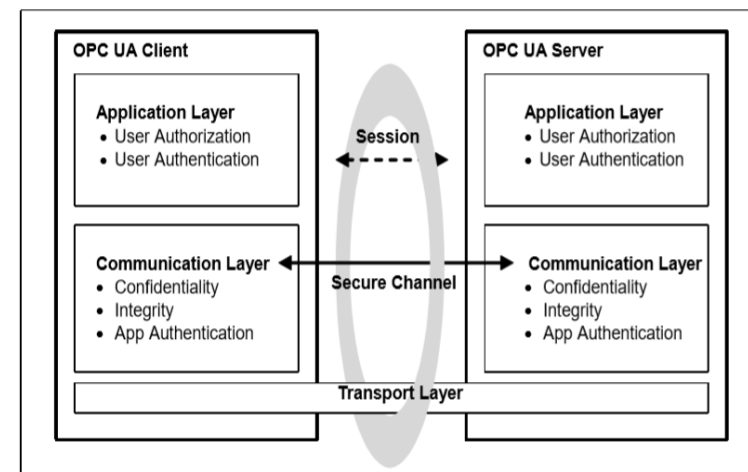 OPC UA Client
Application Layer
• User Authorization
• User Authentication
Communication Layer
• Confidentiality
• Integrity
• App Authentication
Session
Secure Channel
Transport Layer
OPC UA Server
Application Layer
• User Authorization
• User Authentication
Communication Layer
• Confidentiality
• Integrity
• App Authentication